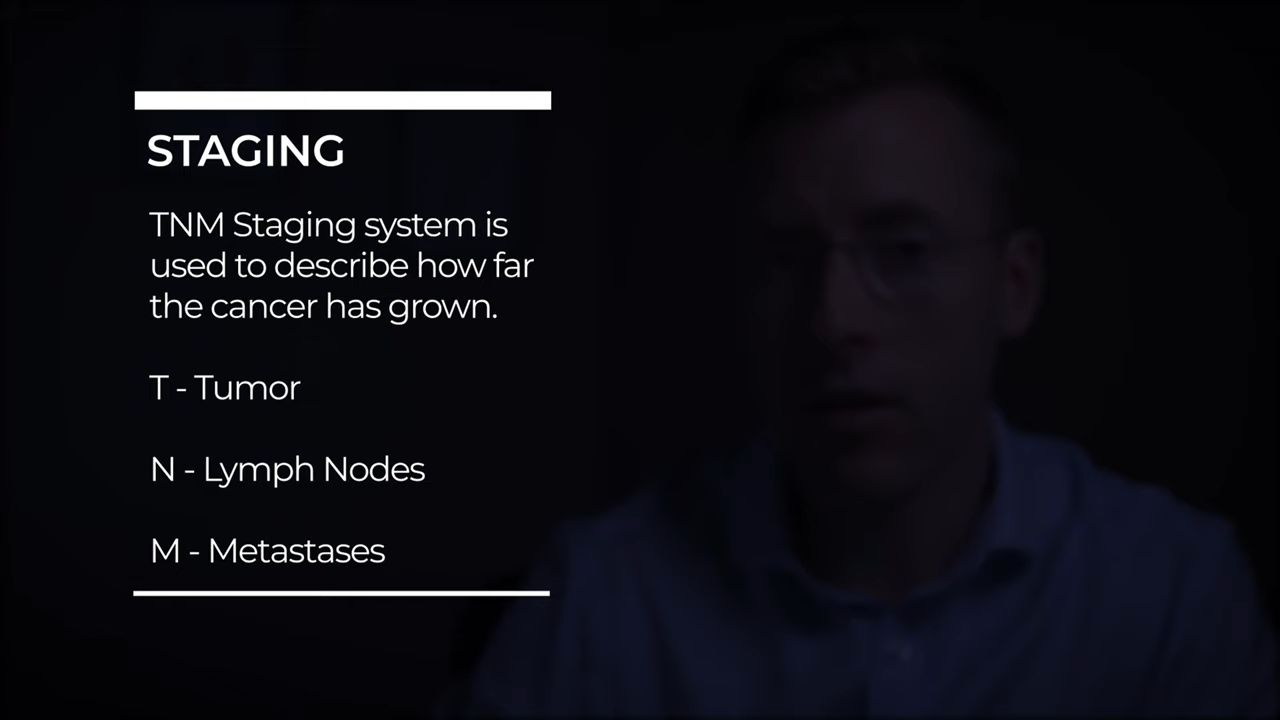 STAGING
TNM Staging system is
used to describe how far
the cancer has grown.
T - Tumor
N - Lymph Nodes
M - Metastases